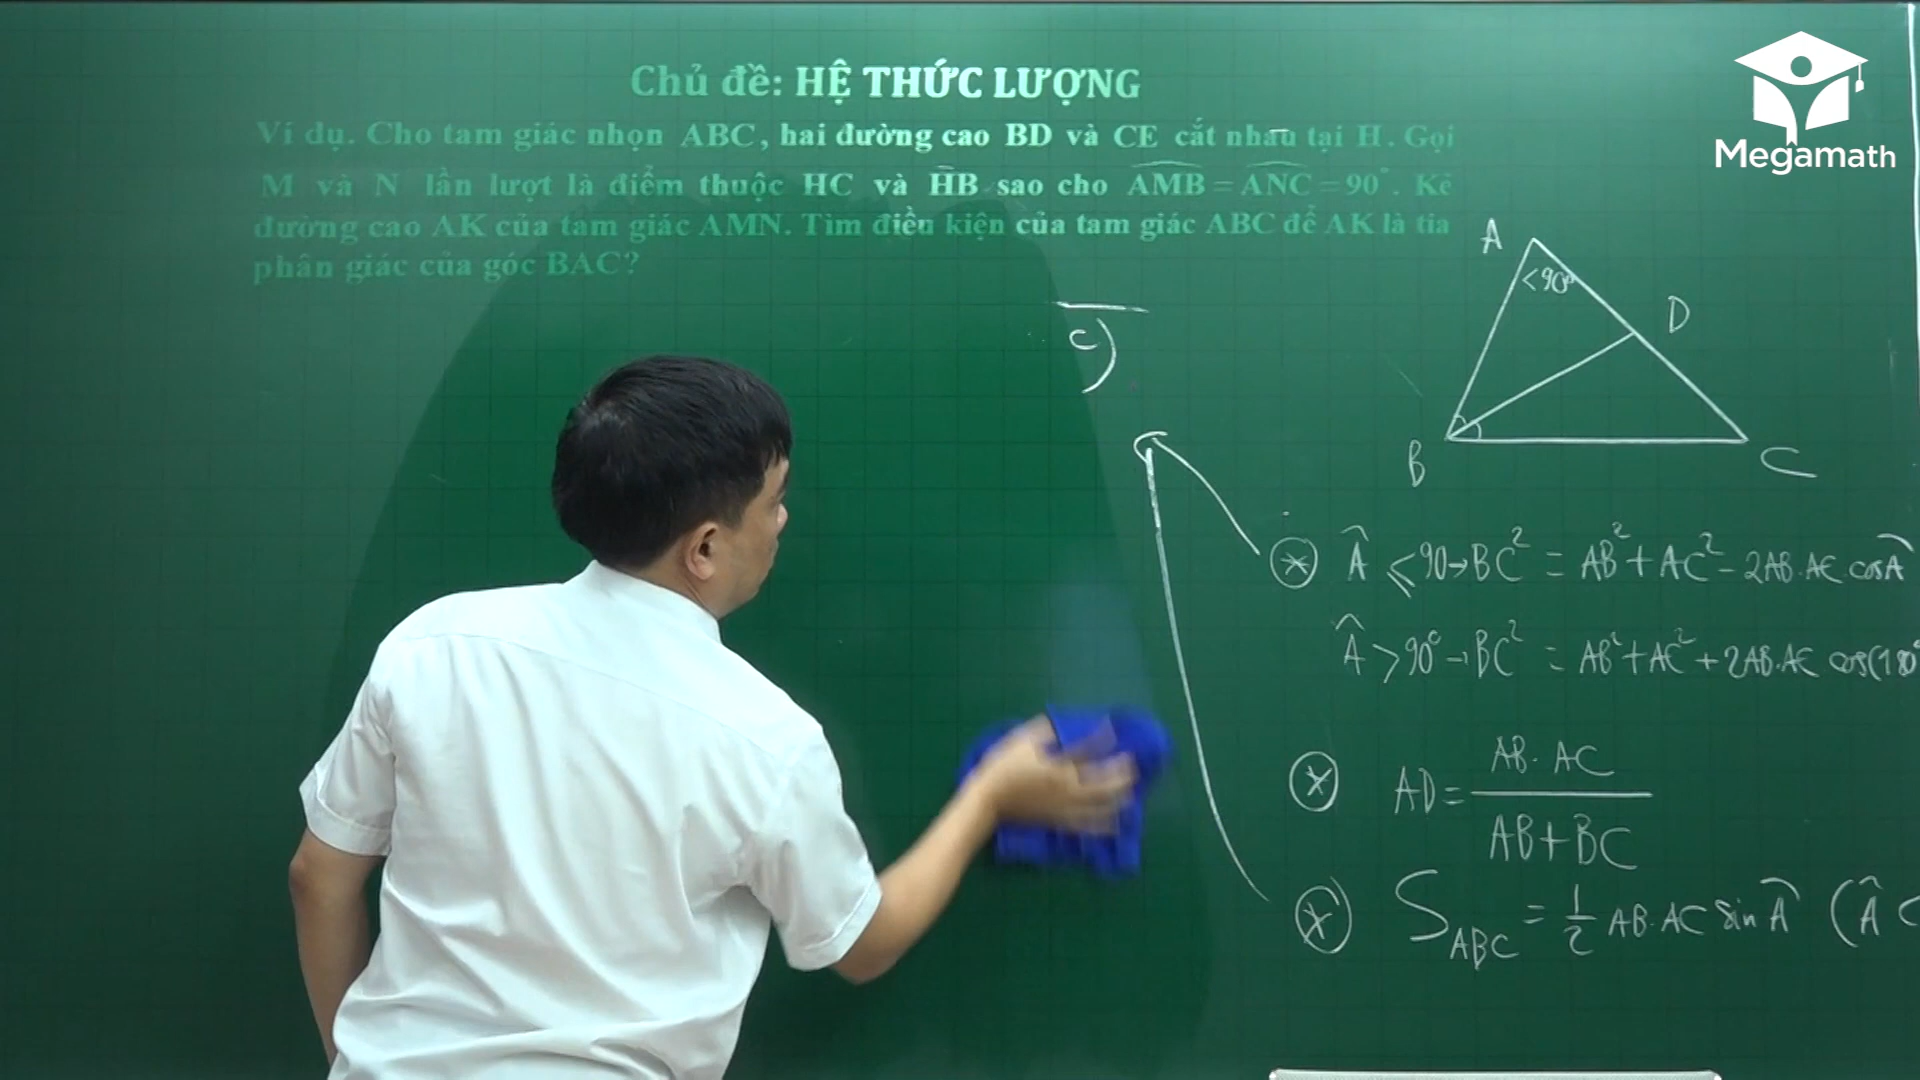 Chủ đề: HỆ THỨC LƯỢNG
Ví dụ. Cho tam giác nhọn ABC, hai đường cao BD và CE cắt nhau tại H. Gọi
M và N lần lượt là điểm thuộc HC và HB sao cho AMB = ANC = 90°. Kẻ
đường cao AK của tam giác AMN. Tìm điều kiện của tam giác ABC để AK là tia
phân giác của góc BAC?
Megamath
A
<90°
D
B
C
c)
* Â ≤ 90 → BC² = AB² + AC² - 2AB.AC.cosÂ
Â > 90° → BC² = AB² + AC² + 2AB.AC cos(180°
* AD = AB.AC / AB+BC
* S_ABC = 1/2 AB.AC sinÂ (Â <